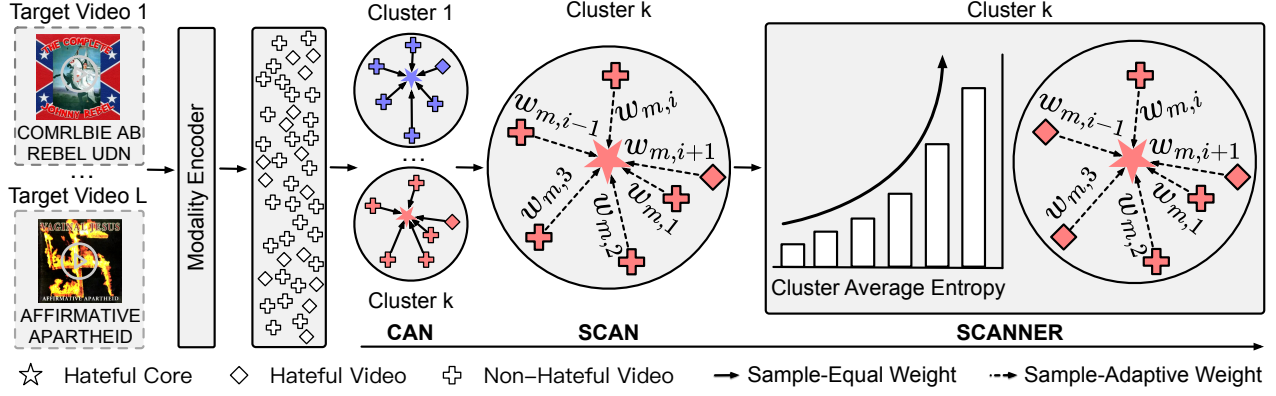 Target Video 1
THE COMPLEVE
JOHNNY REBEL
COMRLBIE AB
REBEL UDN
...
Target Video L
VAGINAL JESUS
AFFIRMATIVE APARTHEID
AFFIRMATIVE
APARTHEID
Modality Encoder
Cluster 1
...
Cluster k
CAN
Cluster k
w_{m,i}
w_{m,i-1}
w_{m,i+1}
w_{m,3}
w_{m,1}
w_{m,2}
SCAN
Cluster k
Cluster Average Entropy
w_{m,i}
w_{m,i-1}
w_{m,i+1}
w_{m,3}
w_{m,1}
w_{m,2}
SCANNER
Hateful Core
Hateful Video
Non-Hateful Video
Sample-Equal Weight
Sample-Adaptive Weight